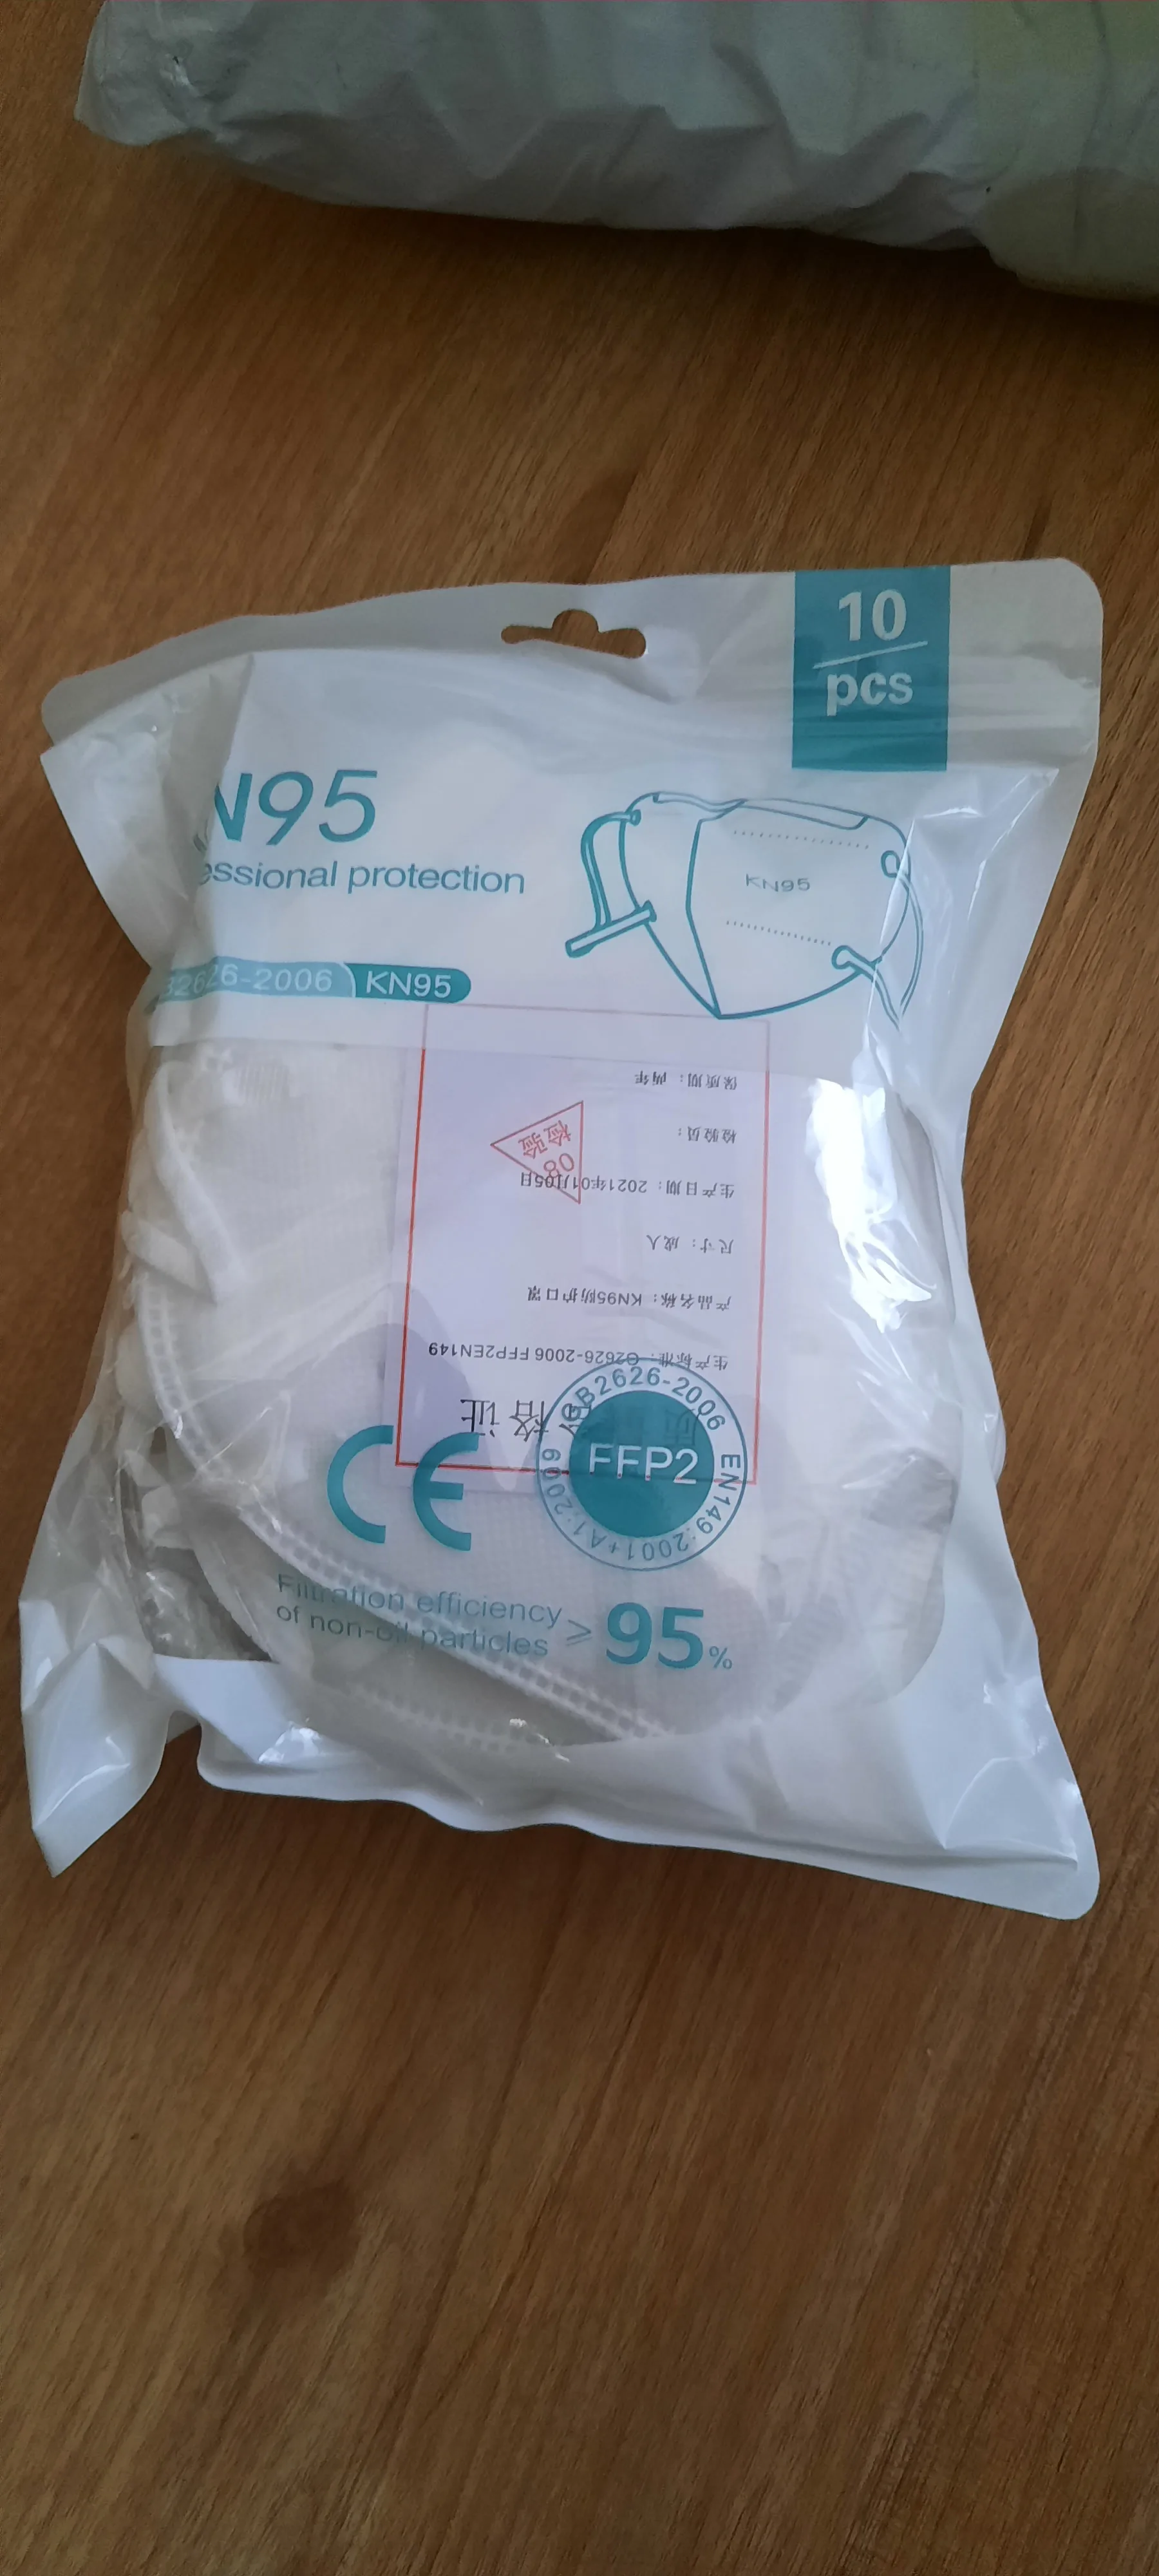 10
pcs
N95
essional protection
KN95
32626-2006 KN95
CE
GB2626-2006 EN149:2001+A1:2009
FFP2
Filtration efficiency
of non-oil particles ≥ 95%
格证
生产标准：G2626-2006 FFP2EN149
产品名称：KN95防护口罩
尺寸：成人
生产日期：2021年01月05日
检验员：
检验
08
保质期：两年